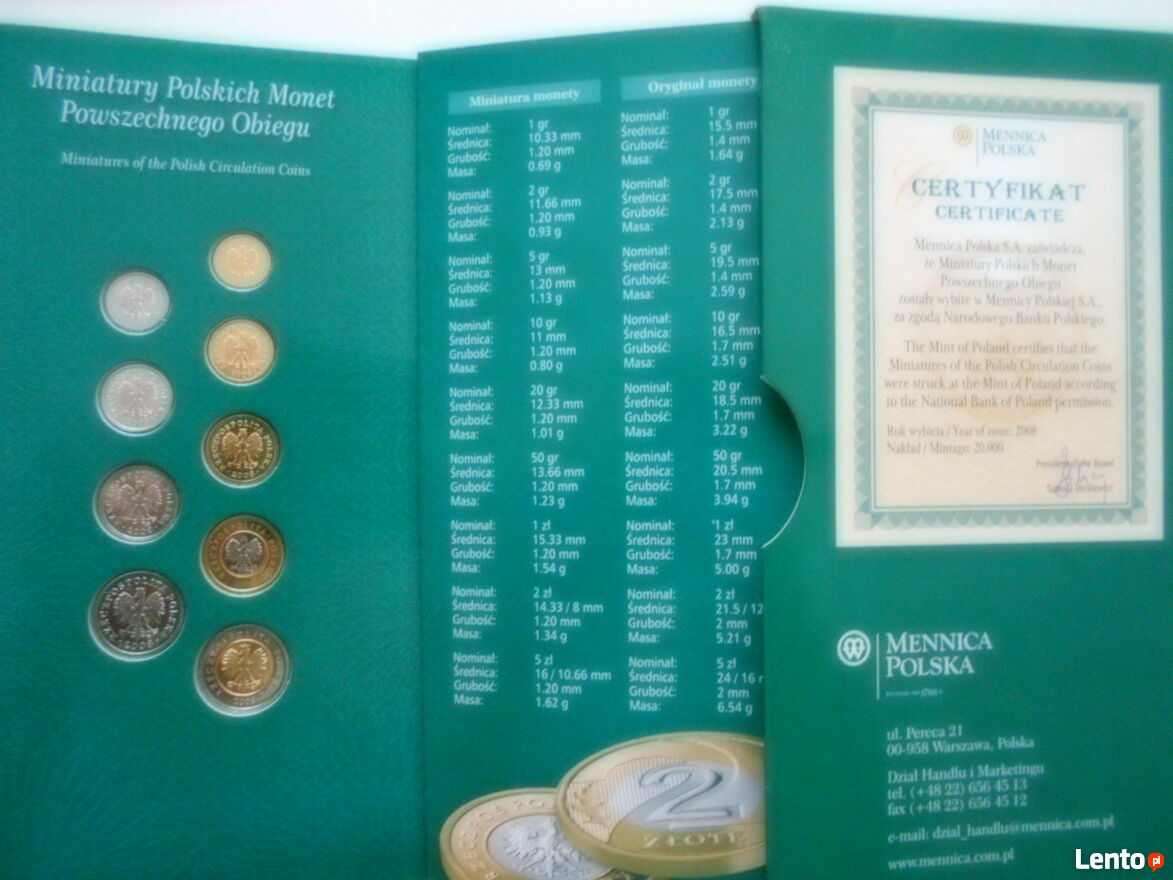 Miniatury Polskich Monet
Powszechnego Obiegu
Miniatures of the Polish Circulation Coins
Miniatura monety
Nominał: 1 gr
Średnica: 10.33 mm
Grubość: 1.20 mm
Masa: 0.69 g
Nominał: 2 gr
Średnica: 11.66 mm
Grubość: 1.20 mm
Masa: 0.93 g
Nominał: 5 gr
Średnica: 13 mm
Grubość: 1.20 mm
Masa: 1.13 g
Nominał: 10 gr
Średnica: 11 mm
Grubość: 1.20 mm
Masa: 0.80 g
Nominał: 20 gr
Średnica: 12.33 mm
Grubość: 1.20 mm
Masa: 1.01 g
Nominał: 50 gr
Średnica: 13.66 mm
Grubość: 1.20 mm
Masa: 1.23 g
Nominał: 1 zł
Średnica: 15.33 mm
Grubość: 1.20 mm
Masa: 1.54 g
Nominał: 2 zł
Średnica: 14.33 / 8 mm
Grubość: 1.20 mm
Masa: 1.34 g
Nominał: 5 zł
Średnica: 16 / 10.66 mm
Grubość: 1.20 mm
Masa: 1.62 g
Oryginał monety
Nominał: 1 gr
Średnica: 15.5 mm
Grubość: 1.4 mm
Masa: 1.64 g
Nominał: 2 gr
Średnica: 17.5 mm
Grubość: 1.4 mm
Masa: 2.13 g
Nominał: 5 gr
Średnica: 19.5 mm
Grubość: 1.4 mm
Masa: 2.59 g
Nominał: 10 gr
Średnica: 16.5 mm
Grubość: 1.7 mm
Masa: 2.51 g
Nominał: 20 gr
Średnica: 18.5 mm
Grubość: 1.7 mm
Masa: 3.22 g
Nominał: 50 gr
Średnica: 20.5 mm
Grubość: 1.7 mm
Masa: 3.94 g
Nominał: 1 zł
Średnica: 23 mm
Grubość: 1.7 mm
Masa: 5.00 g
Nominał: 2 zł
Średnica: 21.5 / 12
Grubość: 2 mm
Masa: 5.21 g
Nominał: 5 zł
Średnica: 24 / 16
Grubość: 2 mm
Masa: 6.54 g
2
ZŁOTE
MENNICA
POLSKA
CERTYFIKAT
CERTIFICATE
Mennica Polska S.A. zaświadcza,
że Miniatury Polskich Monet
Powszechnego Obiegu
zostały wybite w Mennicy Polskiej S.A.,
za zgodą Narodowego Banku Polskiego.
The Mint of Poland certifies that the
Miniatures of the Polish Circulation Coins
were struck at the Mint of Poland according
to the National Bank of Poland permission.
Rok wybicia / Year of issue: 2008
Nakład / Mintage: 20.000
President of the Board
MENNICA
POLSKA
ul. Pereca 21
00-958 Warszawa, Polska
Dział Handlu i Marketingu
tel. (+48 22) 656 45 13
fax (+48 22) 656 45 12
e-mail: dzial_handlu@mennica.com.pl
www.mennica.com.pl
Lento pl